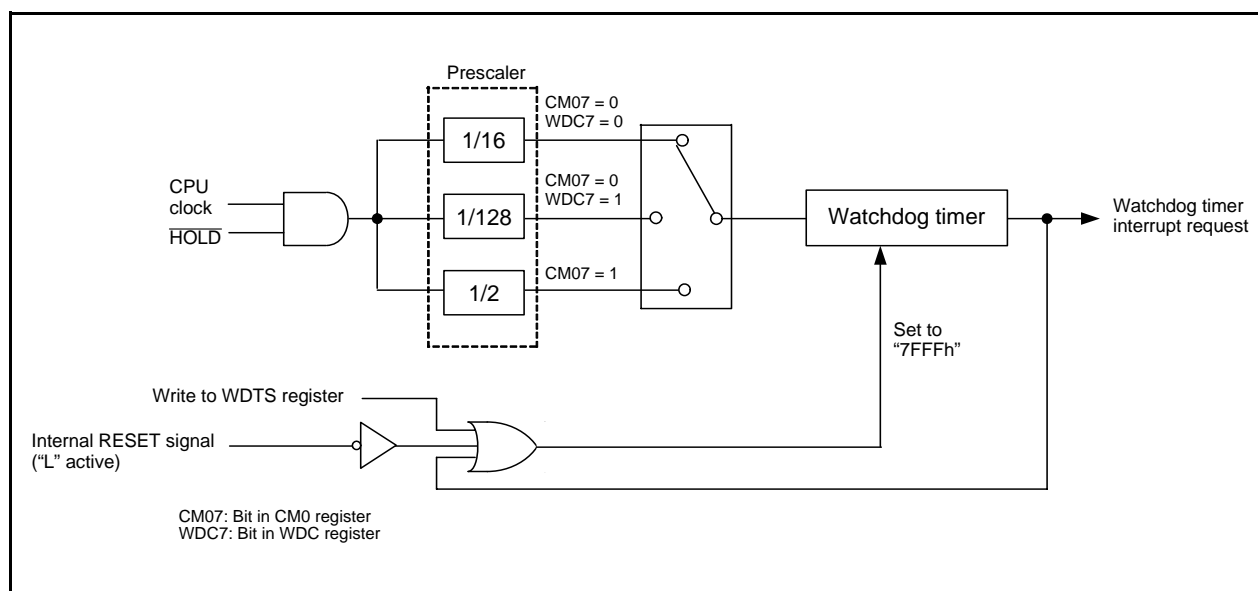 Prescaler
CM07 = 0
WDC7 = 0
1/16
CPU
clock
HOLD
CM07 = 0
WDC7 = 1
1/128
Watchdog timer
Watchdog timer
interrupt request
CM07 = 1
1/2
Set to
“7FFFh”
Write to WDTS register
Internal RESET signal
(“L” active)
CM07: Bit in CM0 register
WDC7: Bit in WDC register